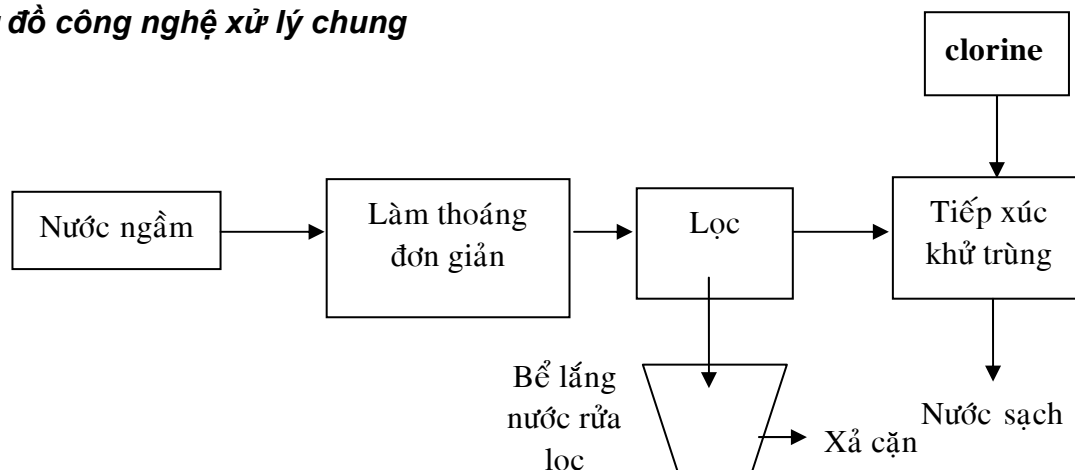 đồ công nghệ xử lý chung
clorine
Nước ngầm
Làm thoáng
đơn giản
Lọc
Tiếp xúc
khử trùng
Bể lắng
nước rửa
lọc
Xả cặn
Nước sạch